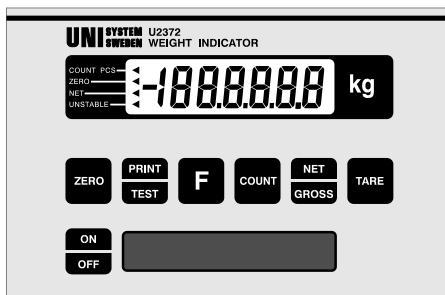 UNI SYSTEM SWEDEN U2372 WEIGHT INDICATOR
COUNT PCS
ZERO
NET
UNSTABLE
-188.8.8.8.8 kg
ZERO
PRINT
TEST
F
COUNT
NET
GROSS
TARE
ON
OFF